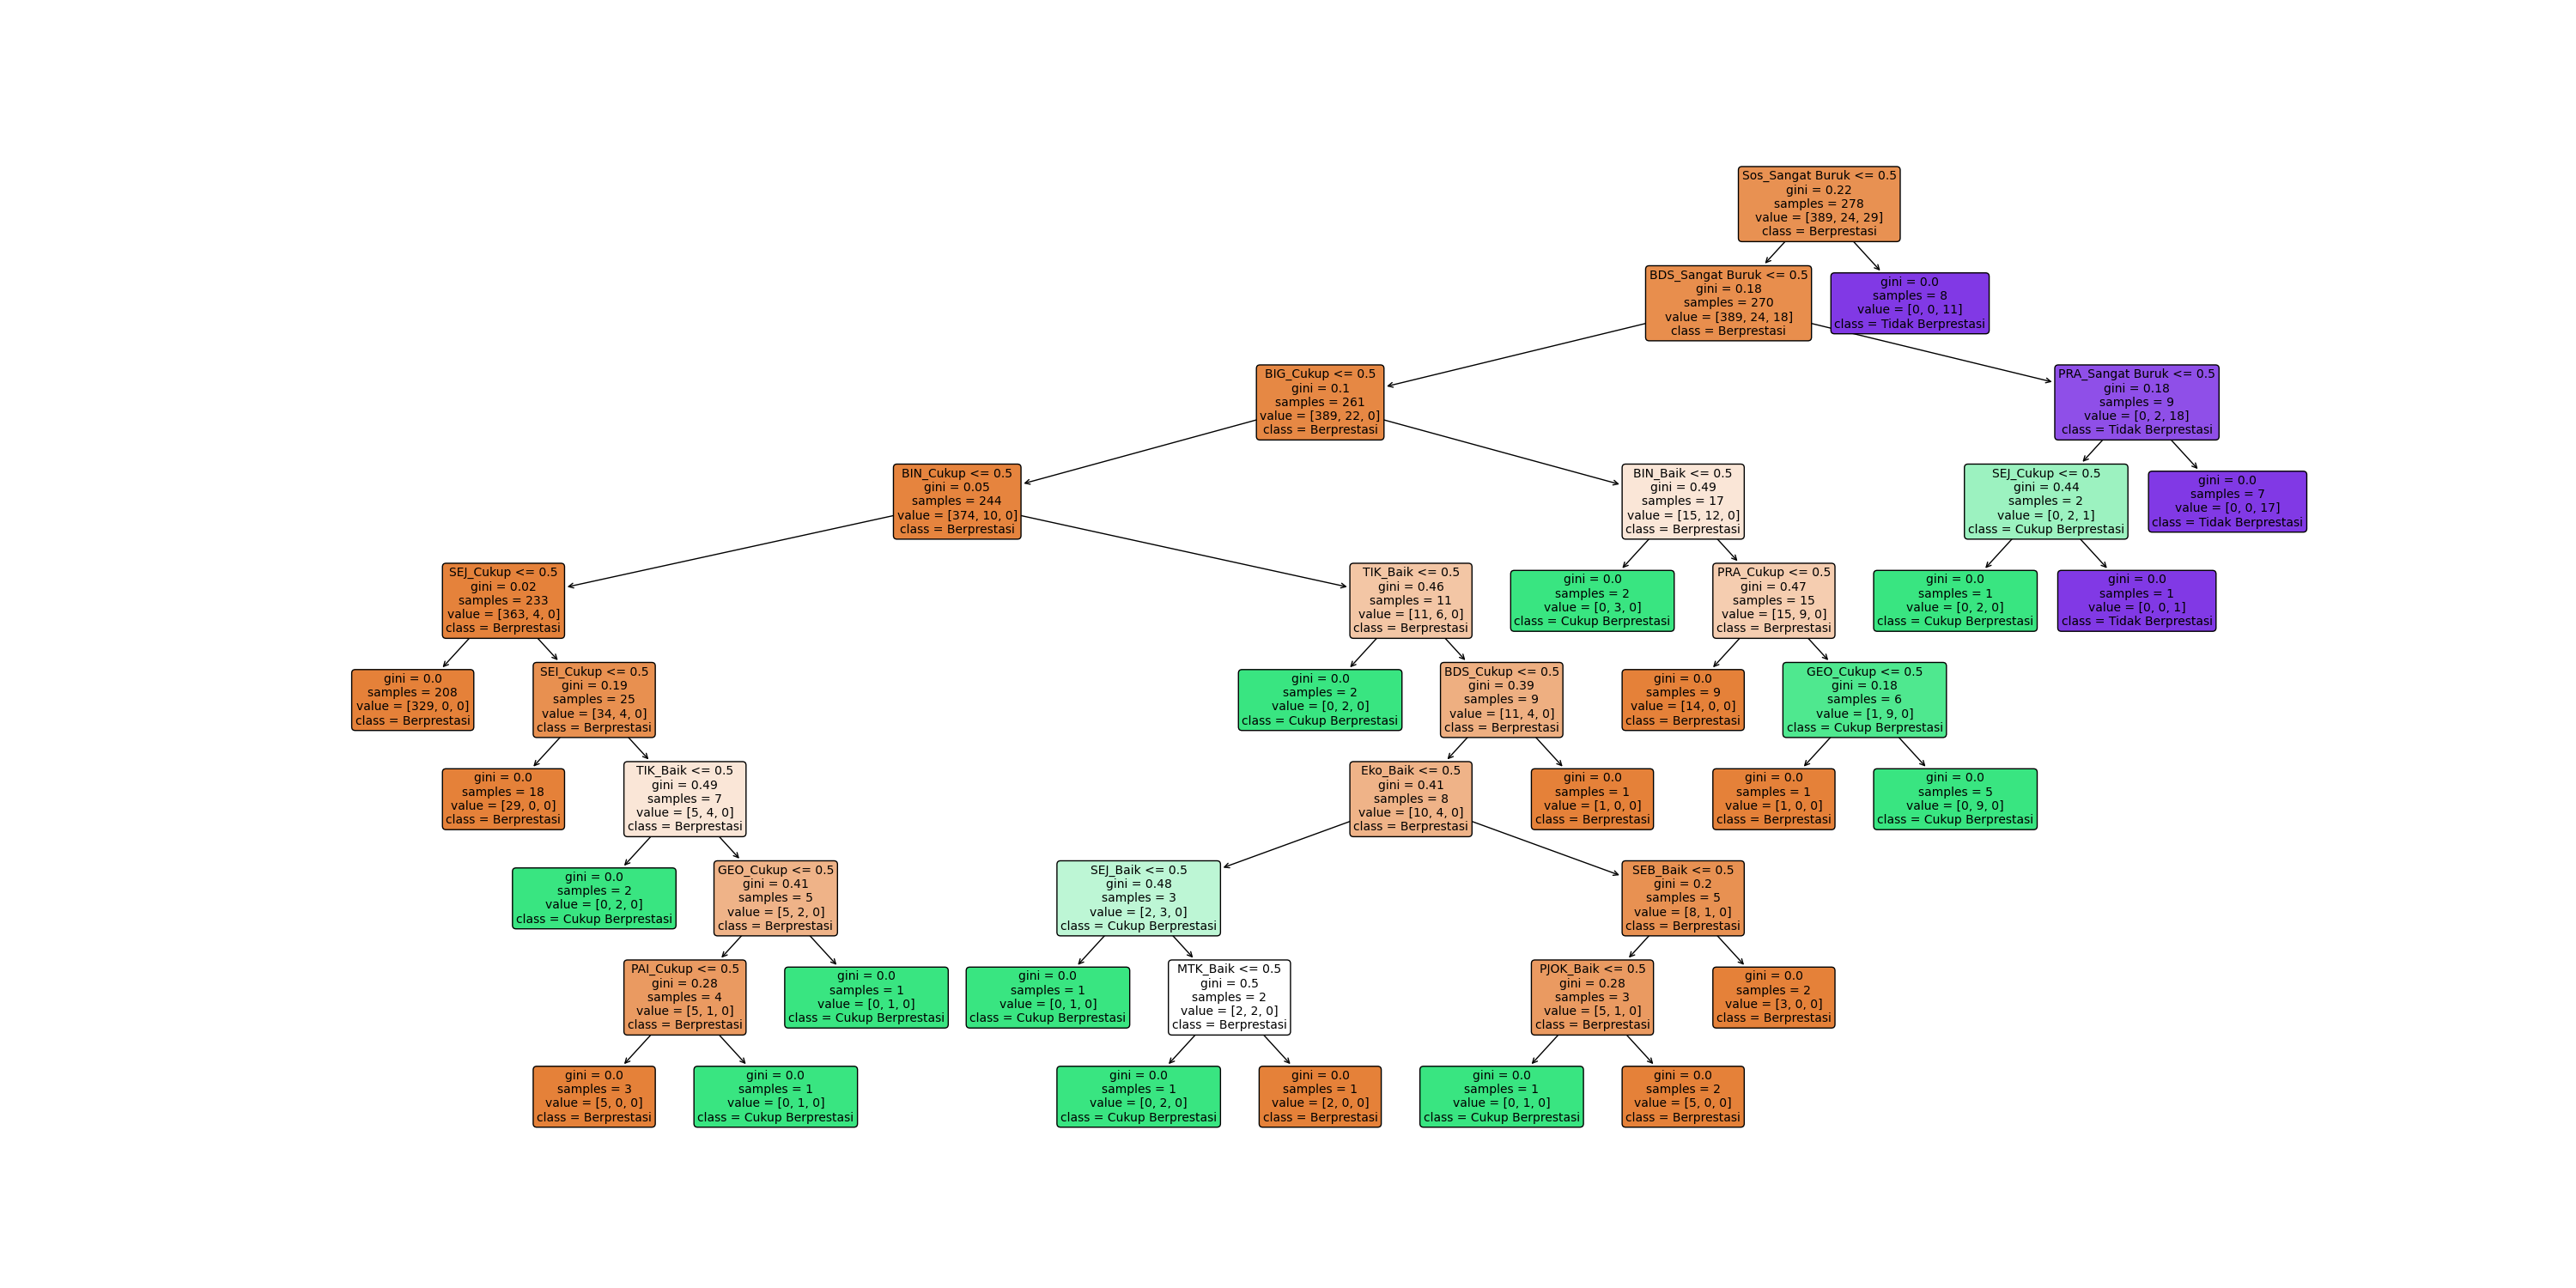 Sos_Sangat Buruk <= 0.5
gini = 0.22
samples = 278
value = [389, 24, 29]
class = Berprestasi
BDS_Sangat Buruk <= 0.5
gini = 0.18
samples = 270
value = [389, 24, 18]
class = Berprestasi
gini = 0.0
samples = 8
value = [0, 0, 11]
class = Tidak Berprestasi
BIG_Cukup <= 0.5
gini = 0.1
samples = 261
value = [389, 22, 0]
class = Berprestasi
PRA_Sangat Buruk <= 0.5
gini = 0.18
samples = 9
value = [0, 2, 18]
class = Tidak Berprestasi
BIN_Cukup <= 0.5
gini = 0.05
samples = 244
value = [374, 10, 0]
class = Berprestasi
BIN_Baik <= 0.5
gini = 0.49
samples = 17
value = [15, 12, 0]
class = Berprestasi
SEJ_Cukup <= 0.5
gini = 0.44
samples = 2
value = [0, 2, 1]
class = Cukup Berprestasi
gini = 0.0
samples = 7
value = [0, 0, 17]
class = Tidak Berprestasi
SEJ_Cukup <= 0.5
gini = 0.02
samples = 233
value = [363, 4, 0]
class = Berprestasi
TIK_Baik <= 0.5
gini = 0.46
samples = 11
value = [11, 6, 0]
class = Berprestasi
gini = 0.0
samples = 2
value = [0, 3, 0]
class = Cukup Berprestasi
PRA_Cukup <= 0.5
gini = 0.47
samples = 15
value = [15, 9, 0]
class = Berprestasi
gini = 0.0
samples = 1
value = [0, 2, 0]
class = Cukup Berprestasi
gini = 0.0
samples = 1
value = [0, 0, 1]
class = Tidak Berprestasi
gini = 0.0
samples = 208
value = [329, 0, 0]
class = Berprestasi
SEI_Cukup <= 0.5
gini = 0.19
samples = 25
value = [34, 4, 0]
class = Berprestasi
gini = 0.0
samples = 2
value = [0, 2, 0]
class = Cukup Berprestasi
BDS_Cukup <= 0.5
gini = 0.39
samples = 9
value = [11, 4, 0]
class = Berprestasi
gini = 0.0
samples = 9
value = [14, 0, 0]
class = Berprestasi
GEO_Cukup <= 0.5
gini = 0.18
samples = 6
value = [1, 9, 0]
class = Cukup Berprestasi
gini = 0.0
samples = 18
value = [29, 0, 0]
class = Berprestasi
TIK_Baik <= 0.5
gini = 0.49
samples = 7
value = [5, 4, 0]
class = Berprestasi
Eko_Baik <= 0.5
gini = 0.41
samples = 8
value = [10, 4, 0]
class = Berprestasi
gini = 0.0
samples = 1
value = [1, 0, 0]
class = Berprestasi
gini = 0.0
samples = 1
value = [1, 0, 0]
class = Berprestasi
gini = 0.0
samples = 5
value = [0, 9, 0]
class = Cukup Berprestasi
gini = 0.0
samples = 2
value = [0, 2, 0]
class = Cukup Berprestasi
GEO_Cukup <= 0.5
gini = 0.41
samples = 5
value = [5, 2, 0]
class = Berprestasi
SEJ_Baik <= 0.5
gini = 0.48
samples = 3
value = [2, 3, 0]
class = Cukup Berprestasi
SEB_Baik <= 0.5
gini = 0.2
samples = 5
value = [8, 1, 0]
class = Berprestasi
PAI_Cukup <= 0.5
gini = 0.28
samples = 4
value = [5, 1, 0]
class = Berprestasi
gini = 0.0
samples = 1
value = [0, 1, 0]
class = Cukup Berprestasi
gini = 0.0
samples = 1
value = [0, 1, 0]
class = Cukup Berprestasi
MTK_Baik <= 0.5
gini = 0.5
samples = 2
value = [2, 2, 0]
class = Berprestasi
PJOK_Baik <= 0.5
gini = 0.28
samples = 3
value = [5, 1, 0]
class = Berprestasi
gini = 0.0
samples = 2
value = [3, 0, 0]
class = Berprestasi
gini = 0.0
samples = 3
value = [5, 0, 0]
class = Berprestasi
gini = 0.0
samples = 1
value = [0, 1, 0]
class = Cukup Berprestasi
gini = 0.0
samples = 1
value = [0, 2, 0]
class = Cukup Berprestasi
gini = 0.0
samples = 1
value = [2, 0, 0]
class = Berprestasi
gini = 0.0
samples = 1
value = [0, 1, 0]
class = Cukup Berprestasi
gini = 0.0
samples = 2
value = [5, 0, 0]
class = Berprestasi